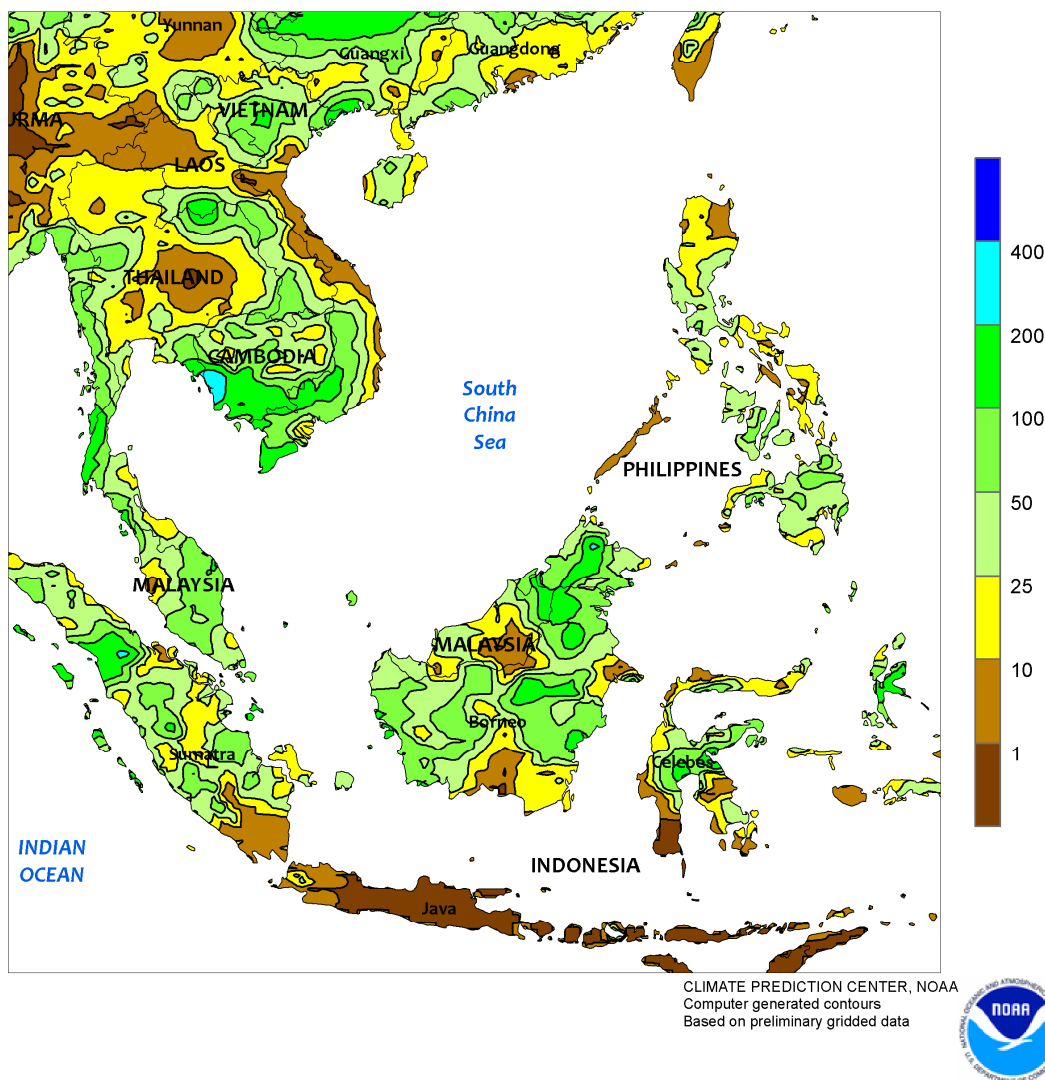 Yunnan
Guangxi
Guangdong
URMA
VIETNAM
LAOS
THAILAND
CAMBODIA
South
China
Sea
PHILIPPINES
MALAYSIA
MALAYSIA
Borneo
Sumatra
Celebes
INDIAN
OCEAN
INDONESIA
Java
400
200
100
50
25
10
1
CLIMATE PREDICTION CENTER, NOAA
Computer generated contours
Based on preliminary gridded data
NOAA